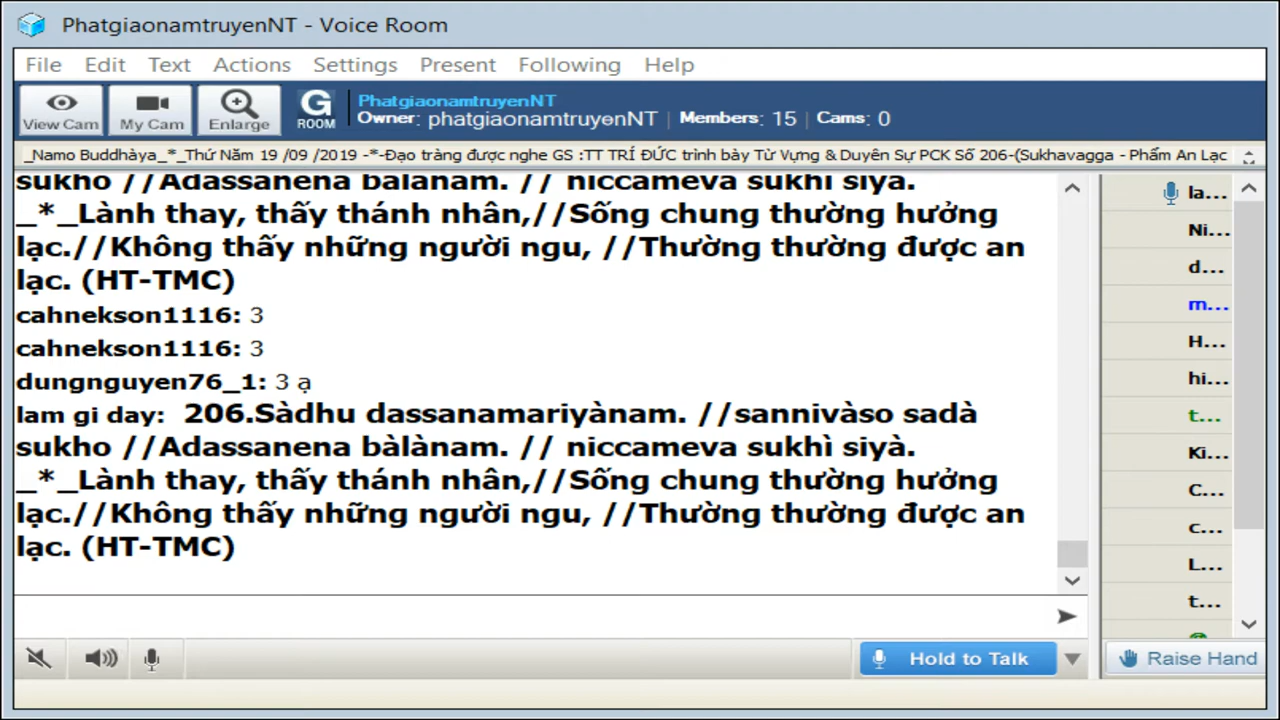 PhatgiaonamtruyenNT - Voice Room
File Edit Text Actions Settings Present Following Help
View Cam My Cam Enlarge G ROOM
PhatgiaonamtruyenNT
Owner: phatgiaonamtruyenNT Members: 15 Cams: 0
_Namo Buddhàya_*_Thứ Năm 19 /09 /2019 -*-Đạo tràng được nghe GS :TT TRÍ ĐỨC trình bày Từ Vựng & Duyên Sự PCK Số 206-(Sukhavagga - Phẩm An Lạc
sukho //Adassanena bàlànam. // niccameva sukhì siyà.
_*_Lành thay, thấy thánh nhân,//Sống chung thường hưởng
lạc.//Không thấy những người ngu, //Thường thường được an
lạc. (HT-TMC)
cahnekson1116: 3
cahnekson1116: 3
dungnguyen76_1: 3 ạ
lam gi day: 206.Sàdhu dassanamariyànam. //sannivàso sadà
sukho //Adassanena bàlànam. // niccameva sukhì siyà.
_*_Lành thay, thấy thánh nhân,//Sống chung thường hưởng
lạc.//Không thấy những người ngu, //Thường thường được an
lạc. (HT-TMC)
la...
Ni...
d...
m...
H...
hi...
t...
Ki...
C...
c...
L...
t...
Hold to Talk
Raise Hand